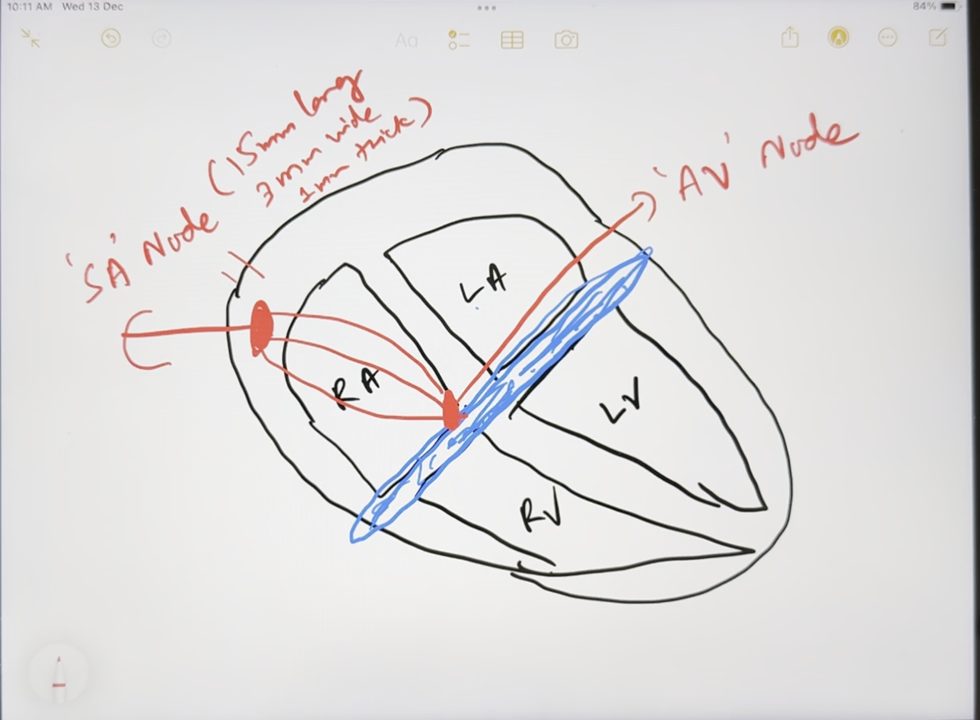 10:11 AM Wed 13 Dec
84%
Aa
(15mm long
3mm wide
1mm thick)
'SA' Node
'AV' Node
LA
RA
LV
RV